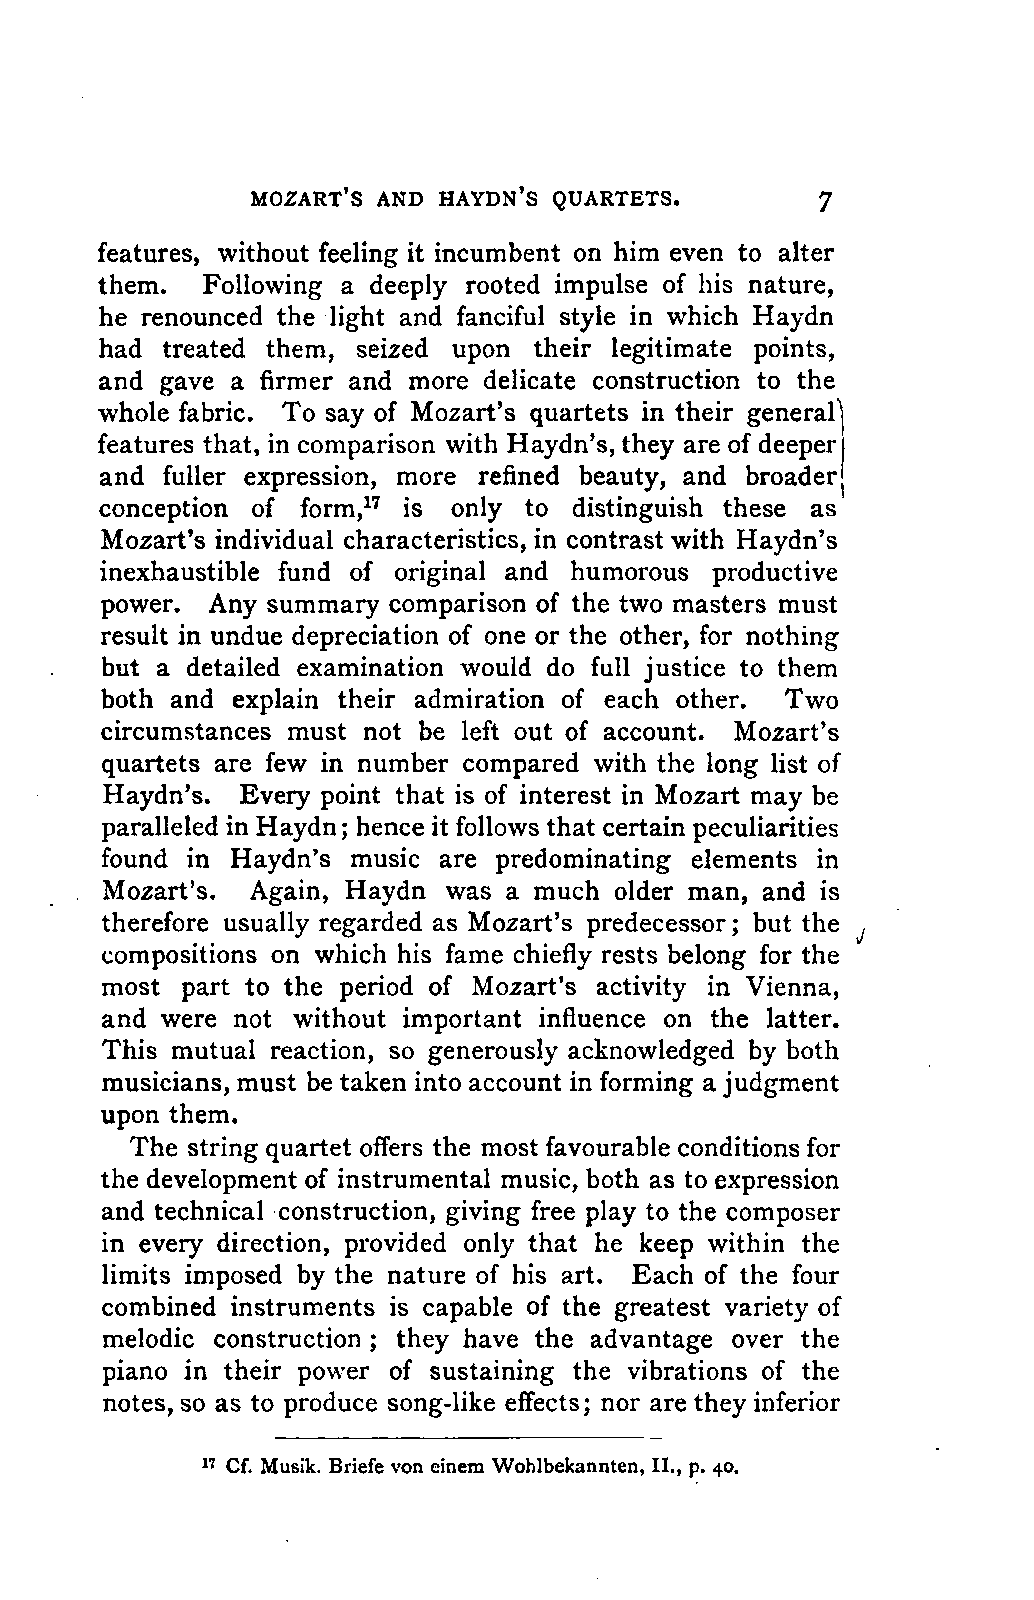 MOZART'S AND HAYDN'S QUARTETS. 7
features, without feeling it incumbent on him even to alter
them. Following a deeply rooted impulse of his nature,
he renounced the light and fanciful style in which Haydn
had treated them, seized upon their legitimate points,
and gave a firmer and more delicate construction to the
whole fabric. To say of Mozart's quartets in their general
features that, in comparison with Haydn's, they are of deeper
and fuller expression, more refined beauty, and broader
conception of form,¹⁷ is only to distinguish these as
Mozart's individual characteristics, in contrast with Haydn's
inexhaustible fund of original and humorous productive
power. Any summary comparison of the two masters must
result in undue depreciation of one or the other, for nothing
but a detailed examination would do full justice to them
both and explain their admiration of each other. Two
circumstances must not be left out of account. Mozart's
quartets are few in number compared with the long list of
Haydn's. Every point that is of interest in Mozart may be
paralleled in Haydn; hence it follows that certain peculiarities
found in Haydn's music are predominating elements in
Mozart's. Again, Haydn was a much older man, and is
therefore usually regarded as Mozart's predecessor; but the
compositions on which his fame chiefly rests belong for the
most part to the period of Mozart's activity in Vienna,
and were not without important influence on the latter.
This mutual reaction, so generously acknowledged by both
musicians, must be taken into account in forming a judgment
upon them.
The string quartet offers the most favourable conditions for
the development of instrumental music, both as to expression
and technical construction, giving free play to the composer
in every direction, provided only that he keep within the
limits imposed by the nature of his art. Each of the four
combined instruments is capable of the greatest variety of
melodic construction; they have the advantage over the
piano in their power of sustaining the vibrations of the
notes, so as to produce song-like effects; nor are they inferior
¹⁷ Cf. Musik. Briefe von einem Wohlbekannten, II., p. 40.